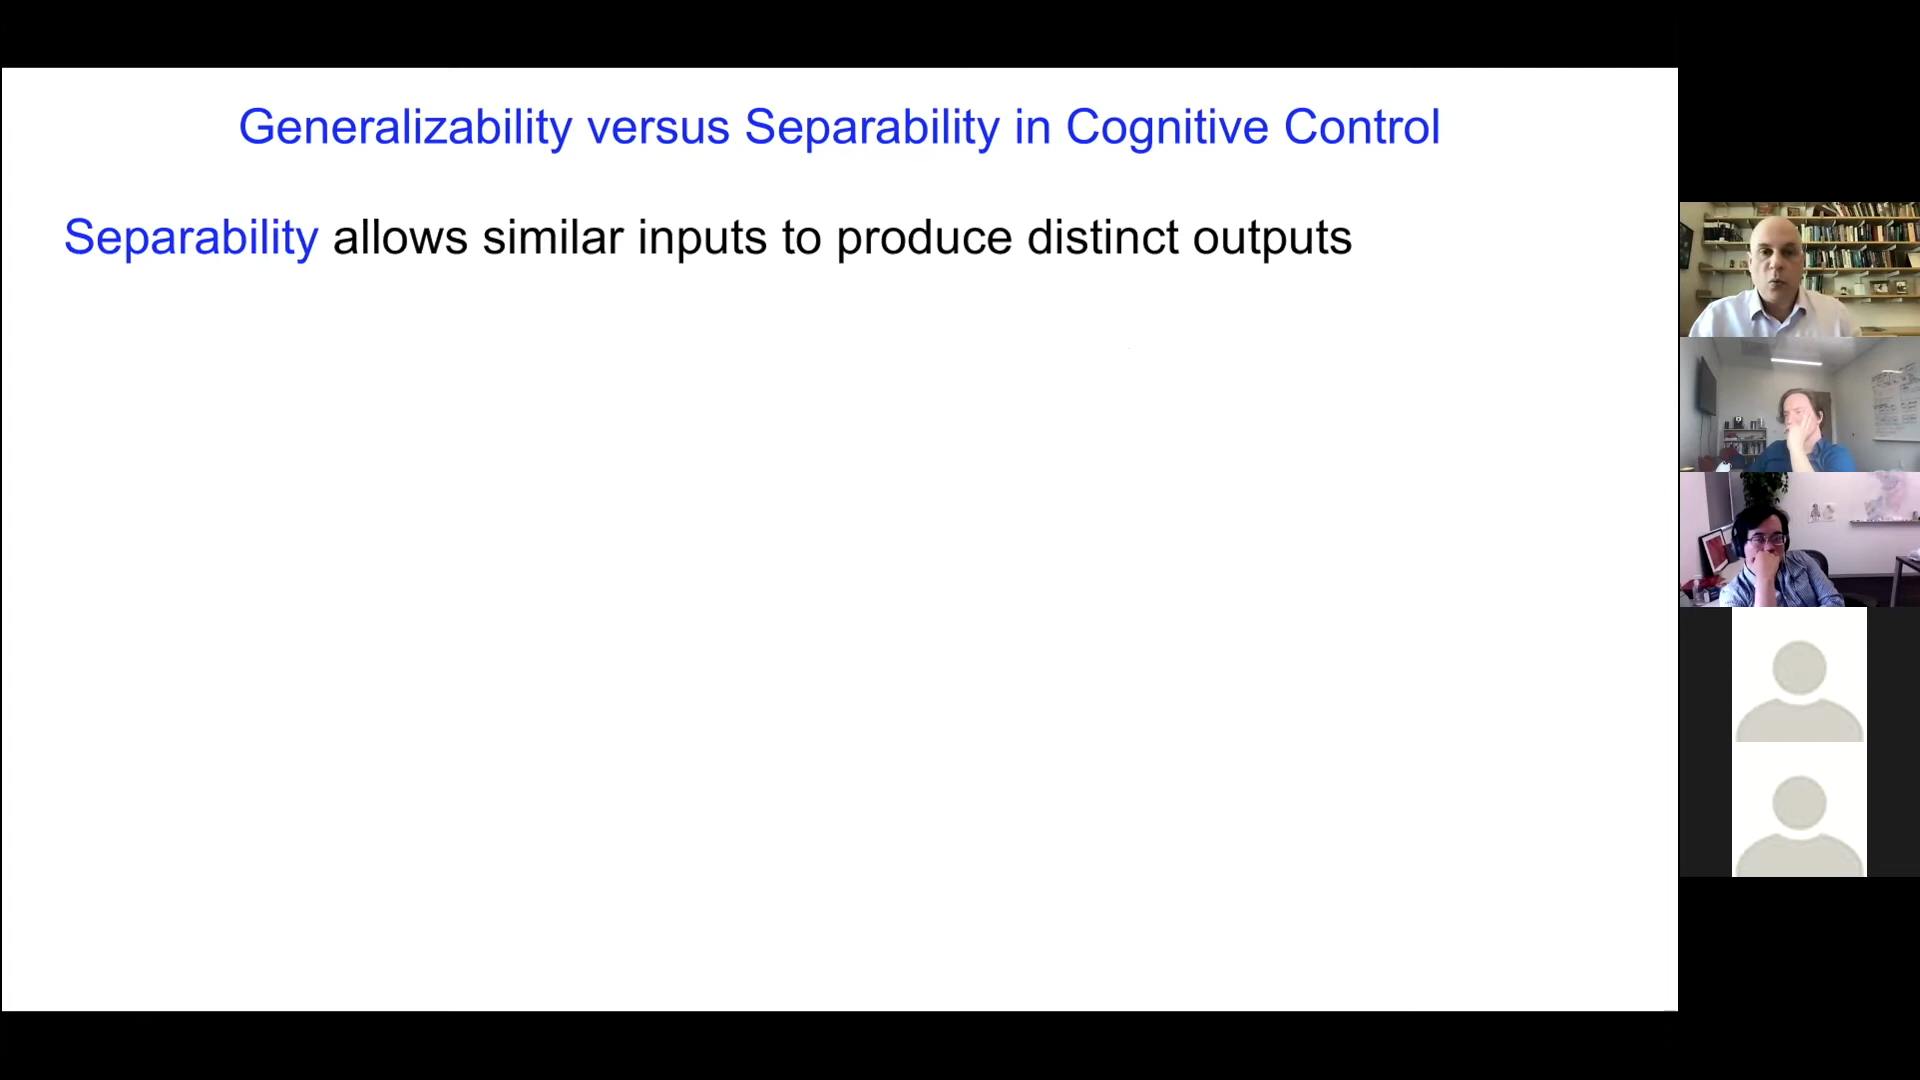 Generalizability versus Separability in Cognitive Control
Separability allows similar inputs to produce distinct outputs